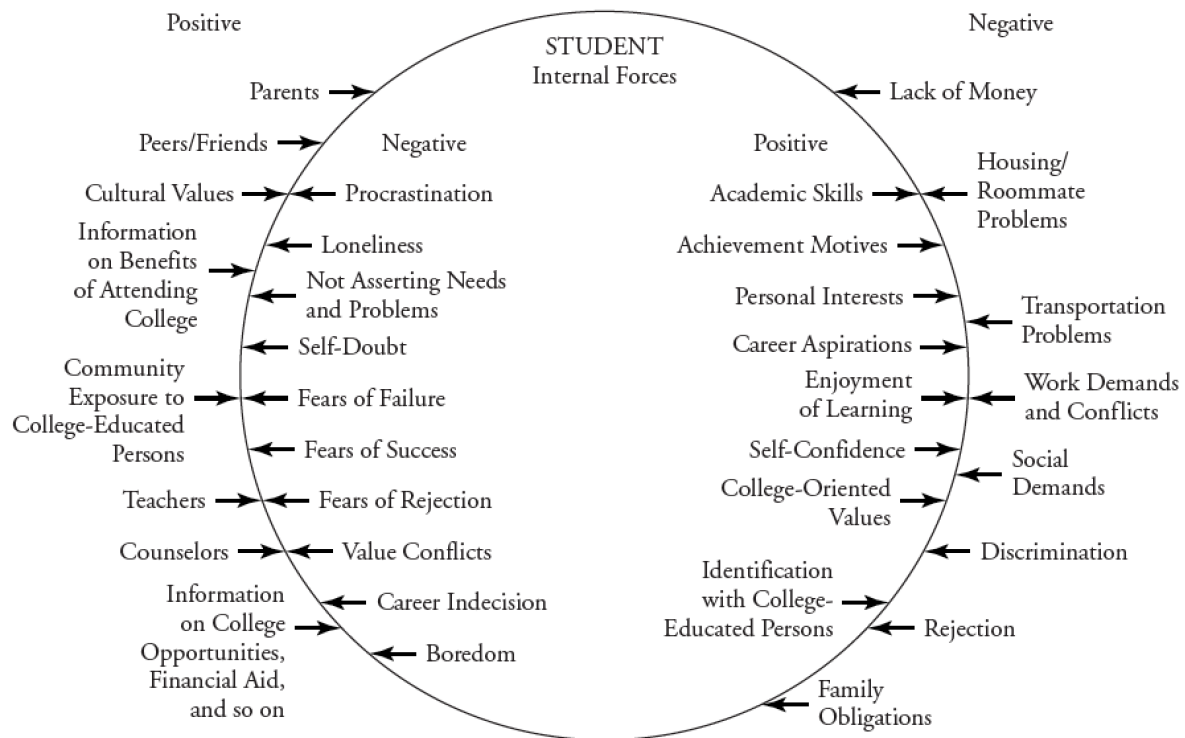 Positive
Negative
STUDENT
Internal Forces
Parents
Lack of Money
Peers/Friends
Negative
Positive
Cultural Values
Procrastination
Academic Skills
Housing/
Roommate
Problems
Information
on Benefits
of Attending
College
Loneliness
Achievement Motives
Not Asserting Needs
and Problems
Personal Interests
Transportation
Problems
Self-Doubt
Career Aspirations
Community
Exposure to
College-Educated
Persons
Fears of Failure
Enjoyment
of Learning
Work Demands
and Conflicts
Fears of Success
Self-Confidence
Social
Demands
Teachers
Fears of Rejection
College-Oriented
Values
Counselors
Value Conflicts
Discrimination
Information
on College
Opportunities,
Financial Aid,
and so on
Career Indecision
Identification
with College-
Educated Persons
Rejection
Boredom
Family
Obligations